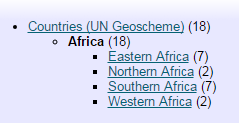 Countries (UN Geoscheme) (18)
Africa (18)
Eastern Africa (7)
Northern Africa (2)
Southern Africa (7)
Western Africa (2)